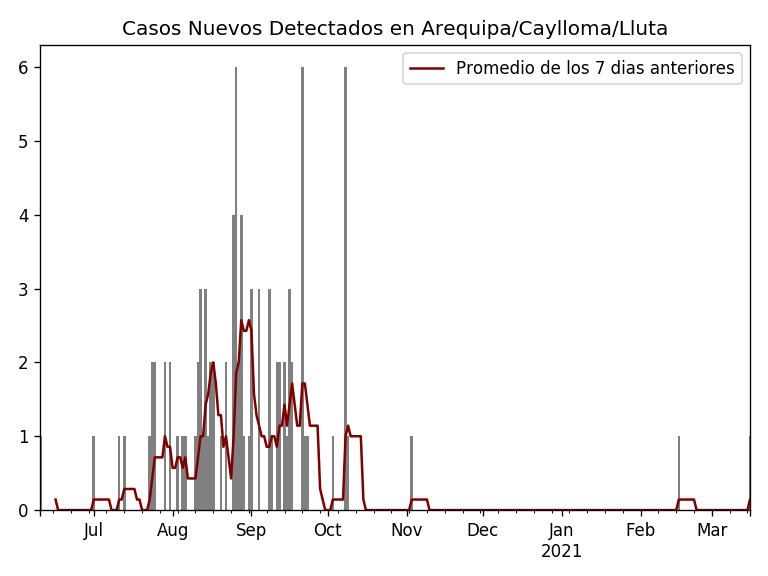 Casos Nuevos Detectados en Arequipa/Caylloma/Lluta
Promedio de los 7 dias anteriores
6
5
4
3
2
1
0
Jul Aug Sep Oct Nov Dec Jan Feb Mar
2021